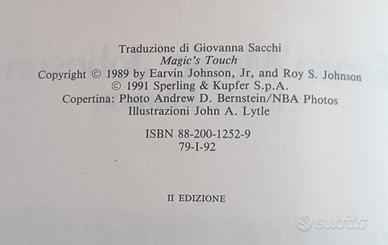 Traduzione di Giovanna Sacchi
Magic's Touch
Copyright © 1989 by Earvin Johnson, Jr, and Roy S. Johnson
© 1991 Sperling & Kupfer S.p.A.
Copertina: Photo Andrew D. Bernstein/NBA Photos
Illustrazioni John A. Lytle
ISBN 88-200-1252-9
79-I-92
II EDIZIONE
subito